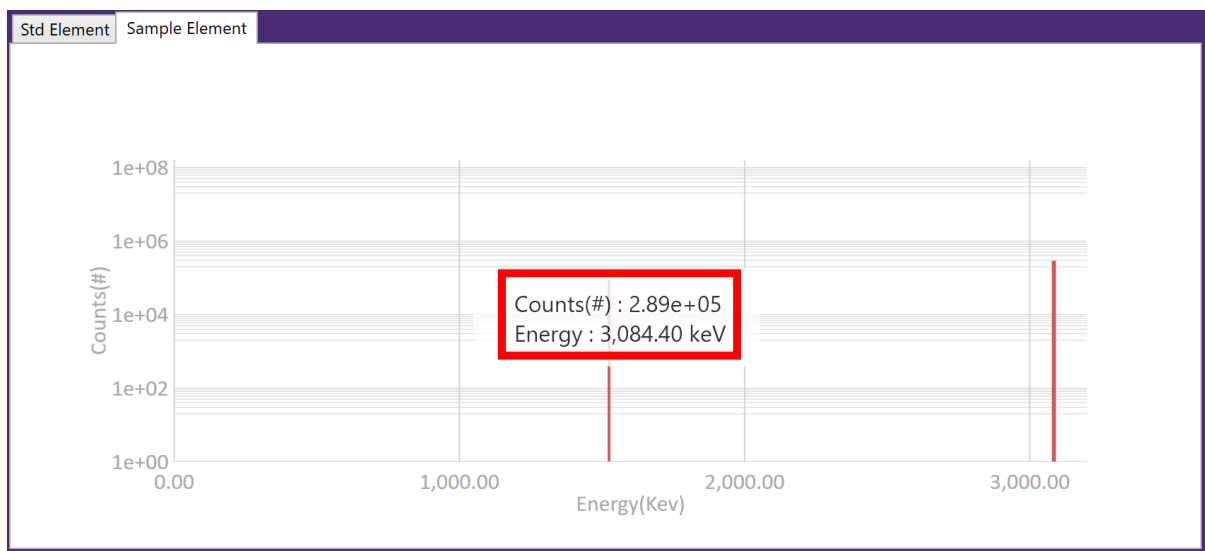 Std Element
Sample Element
1e+08
1e+06
1e+04
1e+02
1e+00
Counts(#)
Counts(#) : 2.89e+05
Energy : 3,084.40 keV
0.00
1,000.00
2,000.00
3,000.00
Energy(Kev)